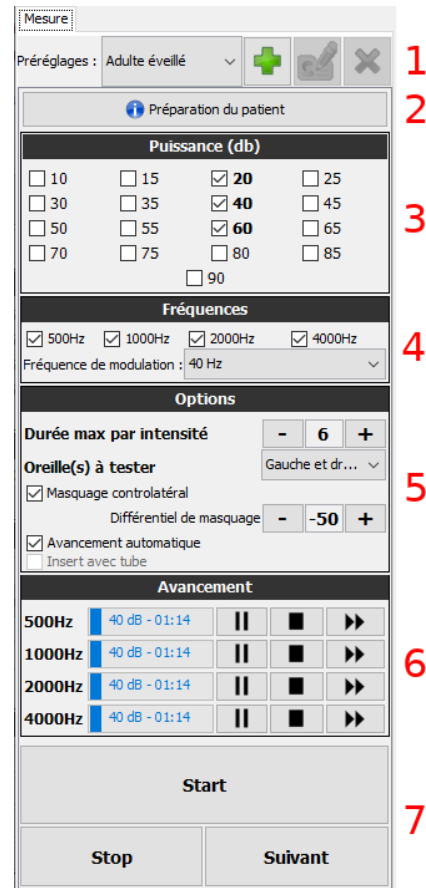 Mesure
Préréglages : Adulte éveillé 1
Préparation du patient 2
Puissance (db)
10 15 20 25
30 35 40 45
50 55 60 65 3
70 75 80 85
90
Fréquences
500Hz 1000Hz 2000Hz 4000Hz 4
Fréquence de modulation : 40 Hz
Options
Durée max par intensité - 6 +
Oreille(s) à tester Gauche et dr...
Masquage controlatéral 5
Différentiel de masquage - -50 +
Avancement automatique
Insert avec tube
Avancement
500Hz 40 dB - 01:14
1000Hz 40 dB - 01:14 6
2000Hz 40 dB - 01:14
4000Hz 40 dB - 01:14
Start
7
Stop Suivant